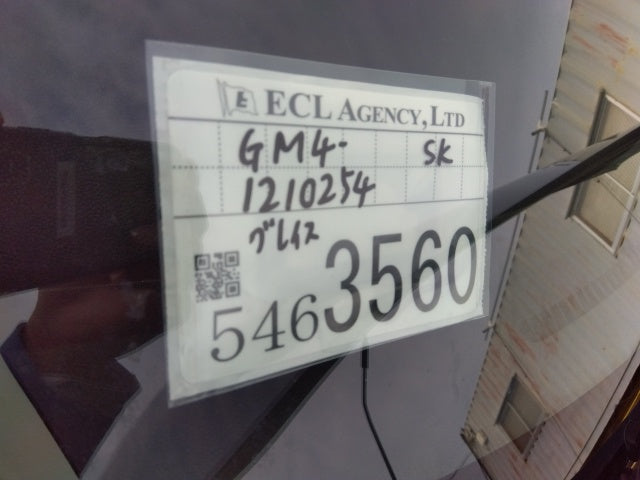 E ECL AGENCY, LTD
GM4- SK
1210254
グレイス
5463560